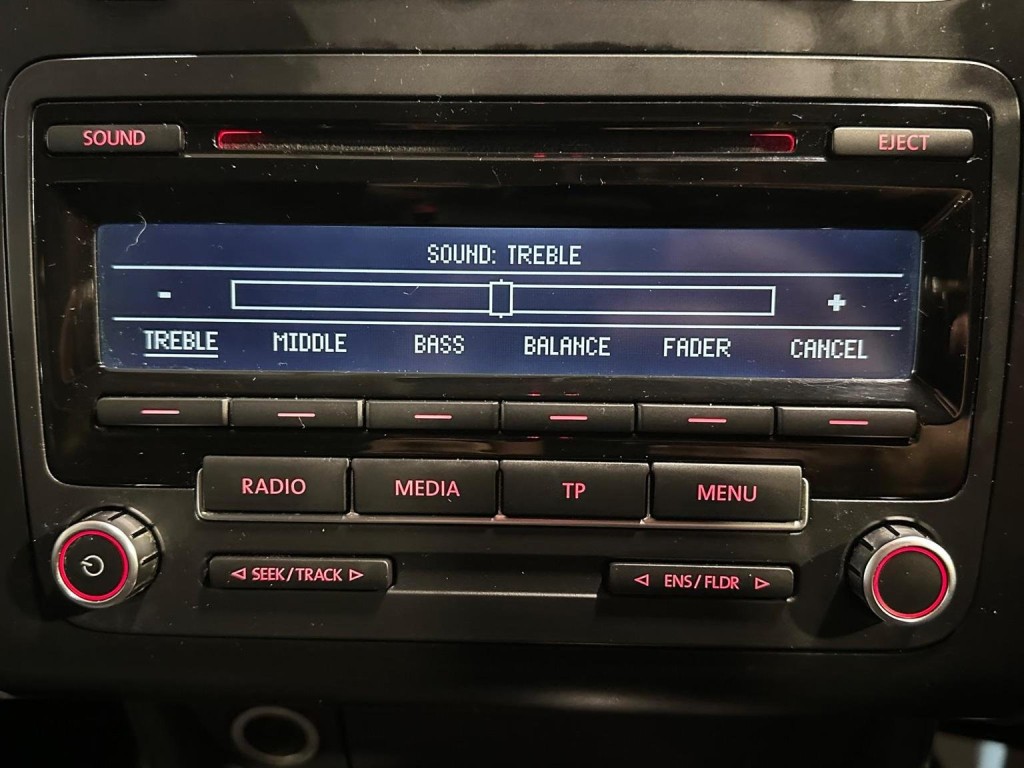 SOUND
EJECT
SOUND: TREBLE
- +
TREBLE MIDDLE BASS BALANCE FADER CANCEL
RADIO MEDIA TP MENU
SEEK/TRACK
ENS/FLDR